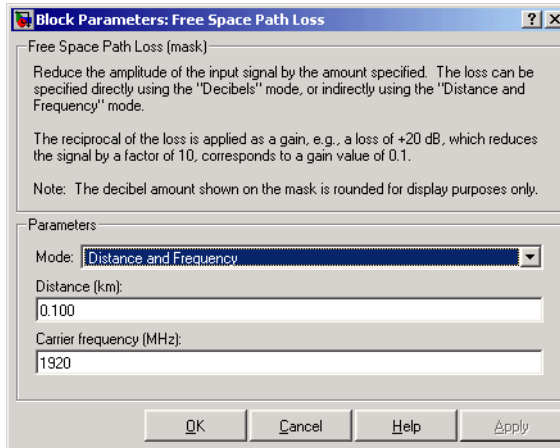 Block Parameters: Free Space Path Loss
Free Space Path Loss (mask)
Reduce the amplitude of the input signal by the amount specified.  The loss can be
specified directly using the "Decibels" mode, or indirectly using the "Distance and
Frequency" mode.
The reciprocal of the loss is applied as a gain, e.g., a loss of +20 dB, which reduces
the signal by a factor of 10, corresponds to a gain value of 0.1.
Note:  The decibel amount shown on the mask is rounded for display purposes only.
Parameters
Mode: Distance and Frequency
Distance (km):
0.100
Carrier frequency (MHz):
1920
OK Cancel Help Apply